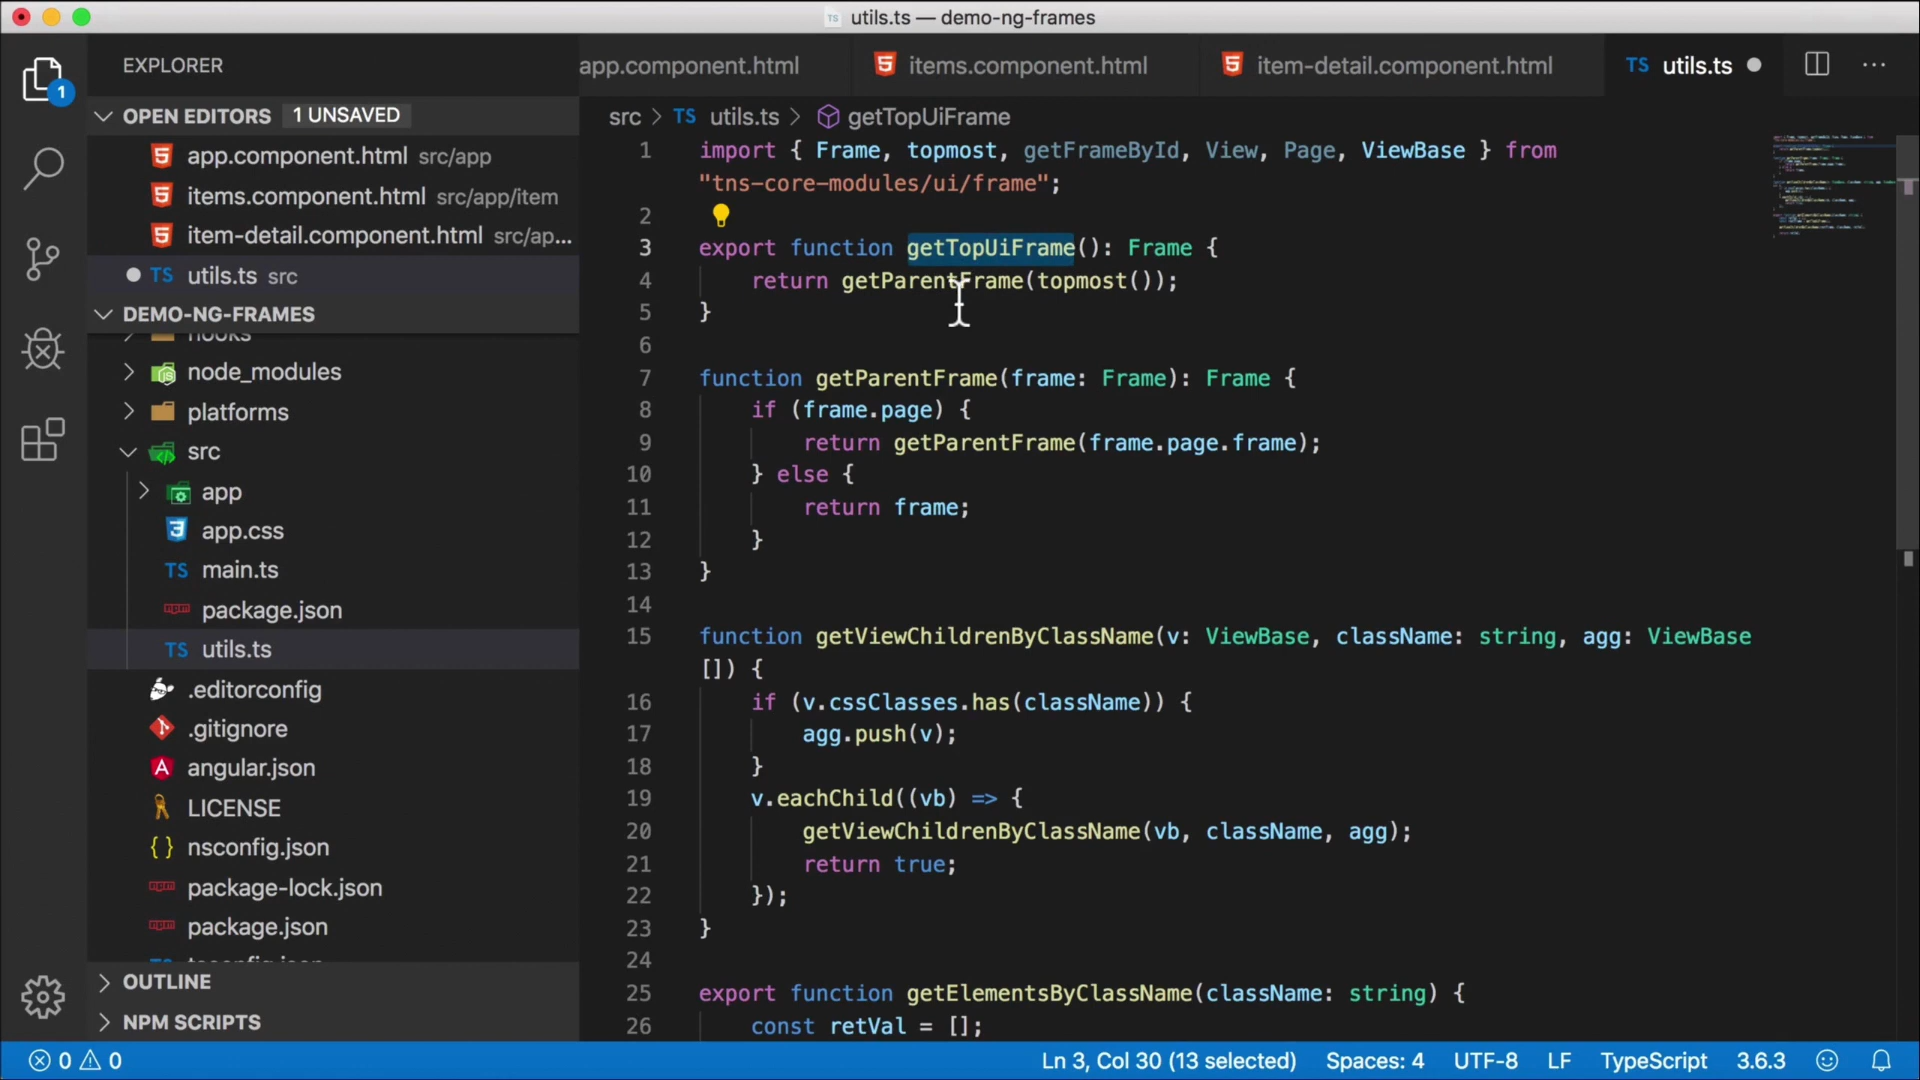 utils.ts — demo-ng-frames
EXPLORER
OPEN EDITORS 1 UNSAVED
app.component.html src/app
items.component.html src/app/item
item-detail.component.html src/ap...
TS utils.ts src
DEMO-NG-FRAMES
hooks
node_modules
platforms
src
app
app.css
TS main.ts
package.json
TS utils.ts
.editorconfig
.gitignore
angular.json
LICENSE
{ } nsconfig.json
package-lock.json
package.json
tsconfig.json
OUTLINE
NPM SCRIPTS
1
app.component.html items.component.html item-detail.component.html TS utils.ts
src > TS utils.ts > getTopUiFrame
1 import { Frame, topmost, getFrameById, View, Page, ViewBase } from
"tns-core-modules/ui/frame";
2
3 export function getTopUiFrame(): Frame {
4 return getParentFrame(topmost());
5 }
6
7 function getParentFrame(frame: Frame): Frame {
8 if (frame.page) {
9 return getParentFrame(frame.page.frame);
10 } else {
11 return frame;
12 }
13 }
14
15 function getViewChildrenByClassName(v: ViewBase, className: string, agg: ViewBase
[]) {
16 if (v.cssClasses.has(className)) {
17 agg.push(v);
18 }
19 v.eachChild((vb) => {
20 getViewChildrenByClassName(vb, className, agg);
21 return true;
22 });
23 }
24
25 export function getElementsByClassName(className: string) {
26 const retVal = [];
0 0 Ln 3, Col 30 (13 selected) Spaces: 4 UTF-8 LF TypeScript 3.6.3